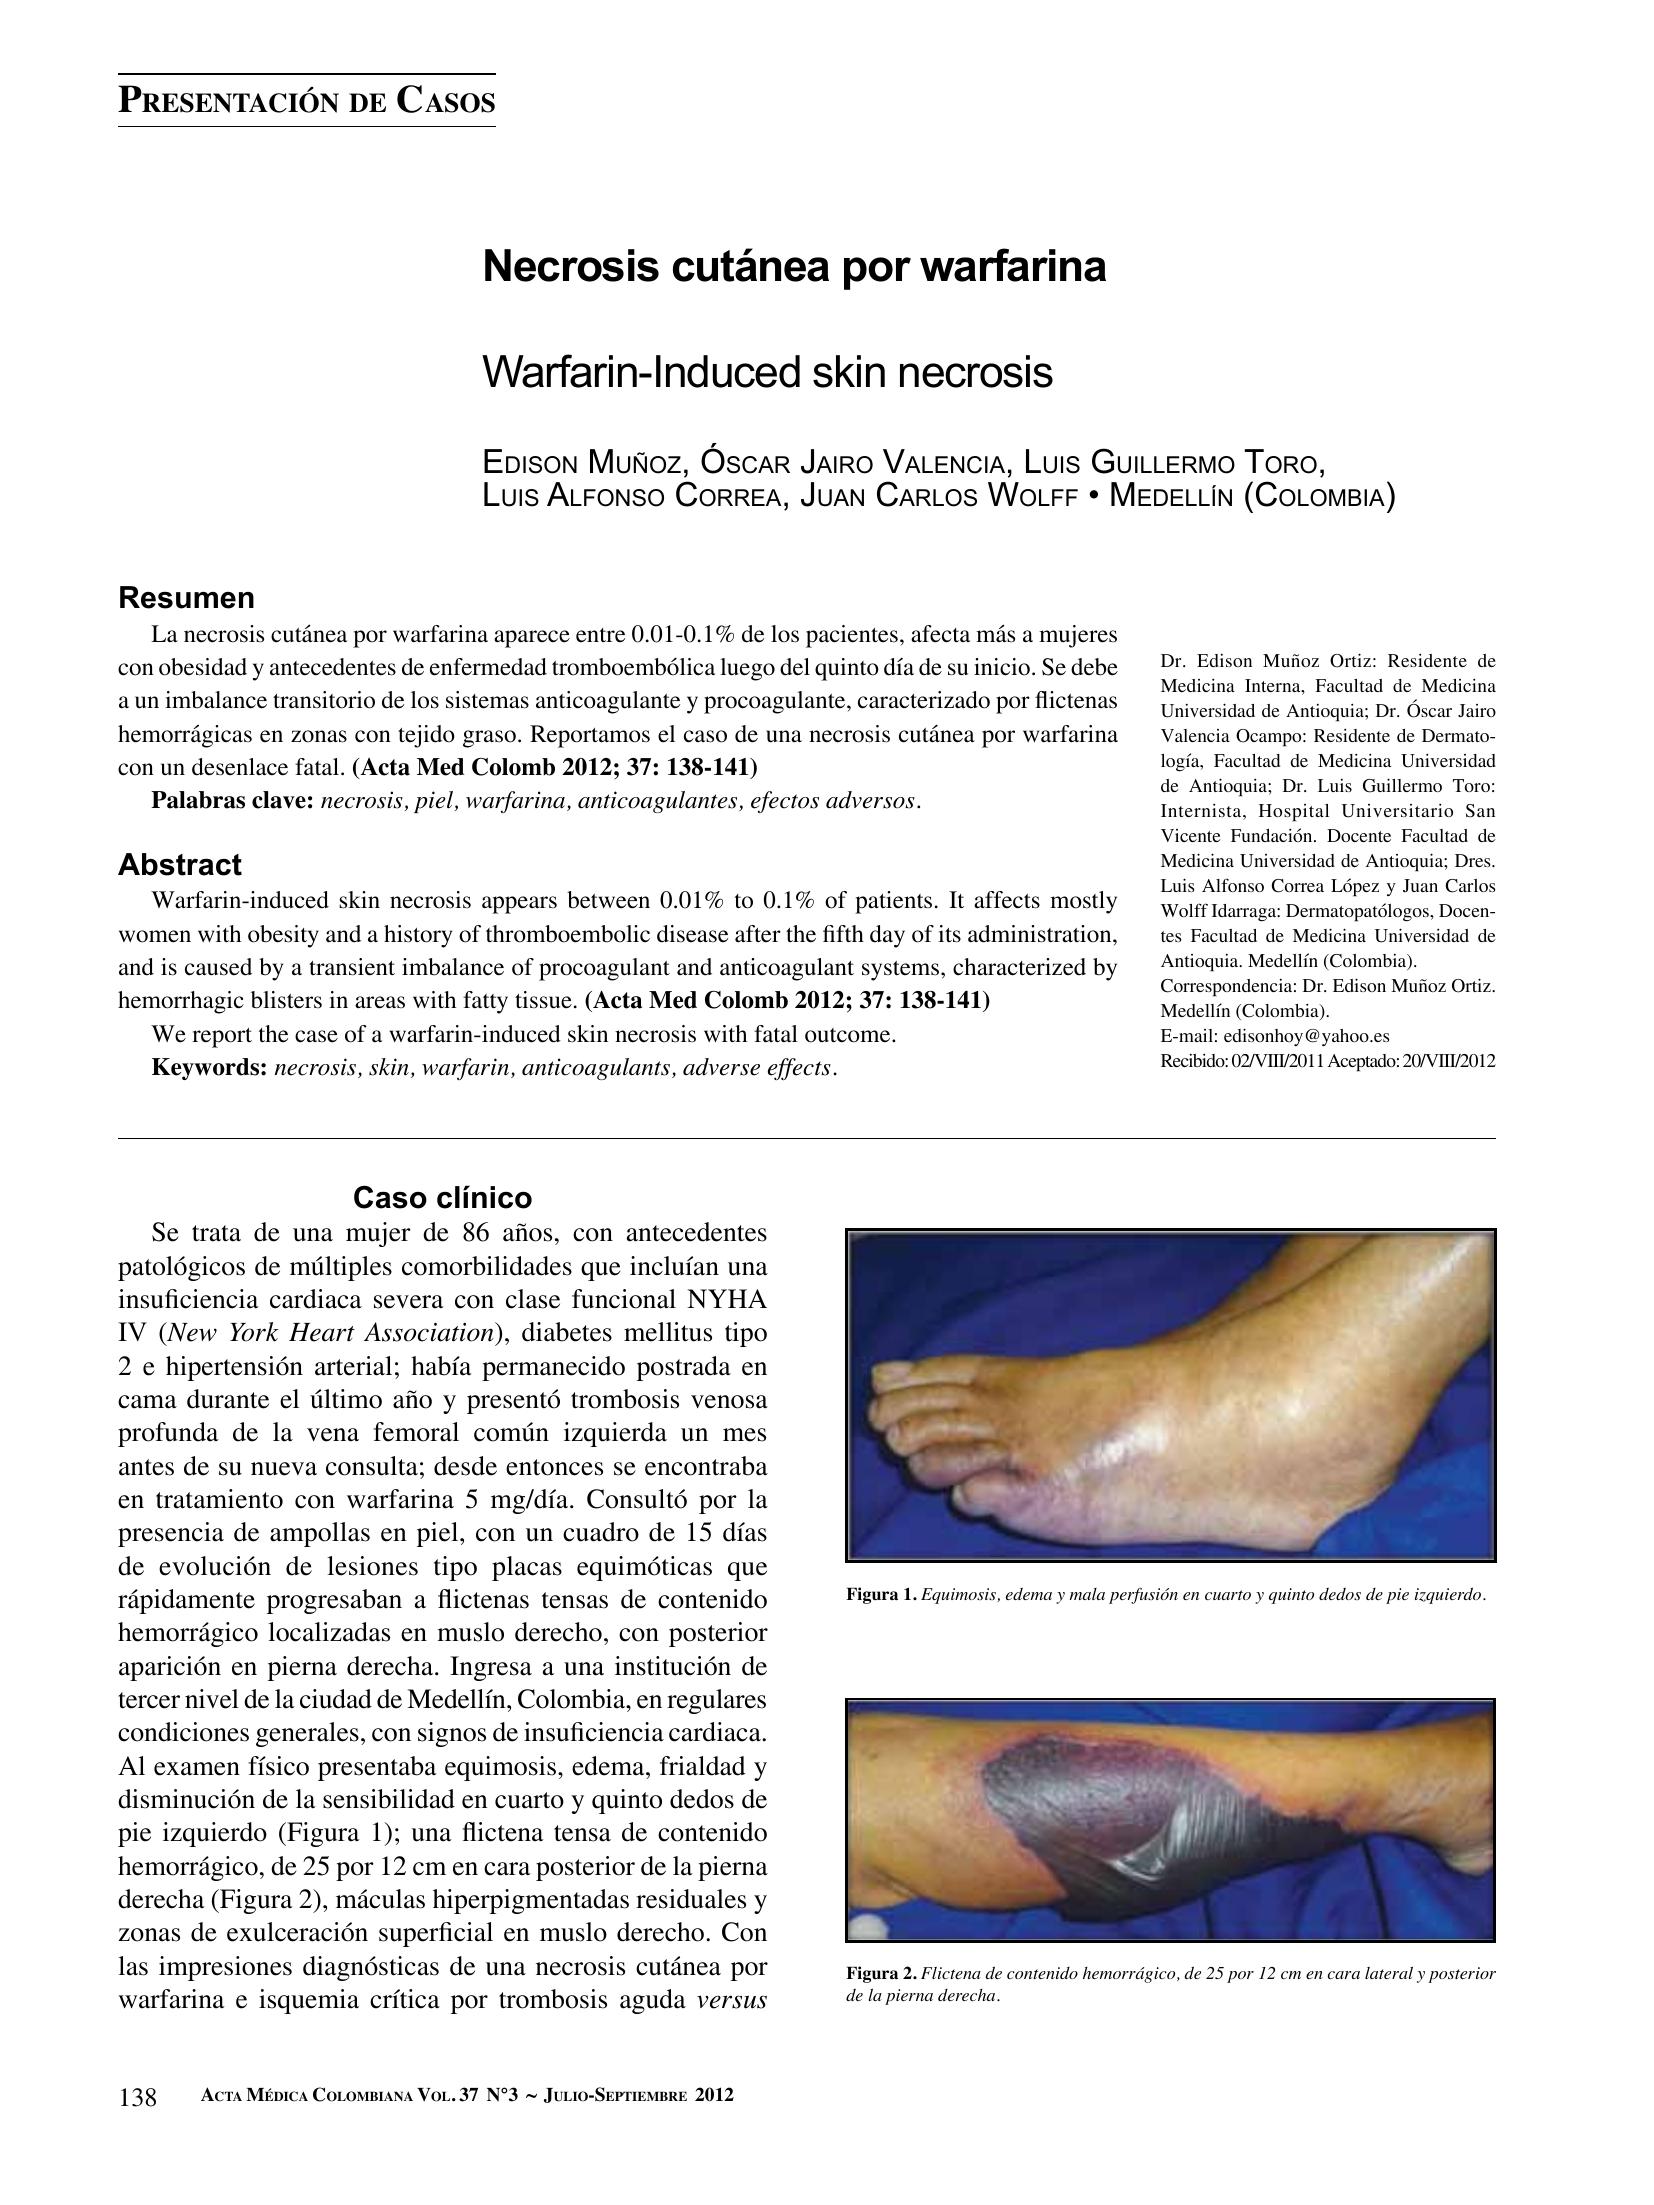 PRESENTACIÓN DE CASOS
Necrosis cutánea por warfarina
Warfarin-Induced skin necrosis
EDISON MUÑOZ, ÓSCAR JAIRO VALENCIA, LUIS GUILLERMO TORO,
LUIS ALFONSO CORREA, JUAN CARLOS WOLFF • MEDELLÍN (COLOMBIA)
Resumen
La necrosis cutánea por warfarina aparece entre 0.01-0.1% de los pacientes, afecta más a mujeres
con obesidad y antecedentes de enfermedad tromboembólica luego del quinto día de su inicio. Se debe
a un imbalance transitorio de los sistemas anticoagulante y procoagulante, caracterizado por flictenas
hemorrágicas en zonas con tejido graso. Reportamos el caso de una necrosis cutánea por warfarina
con un desenlace fatal. (Acta Med Colomb 2012; 37: 138-141)
Palabras clave: necrosis, piel, warfarina, anticoagulantes, efectos adversos.
Abstract
Warfarin-induced skin necrosis appears between 0.01% to 0.1% of patients. It affects mostly
women with obesity and a history of thromboembolic disease after the fifth day of its administration,
and is caused by a transient imbalance of procoagulant and anticoagulant systems, characterized by
hemorrhagic blisters in areas with fatty tissue. (Acta Med Colomb 2012; 37: 138-141)
We report the case of a warfarin-induced skin necrosis with fatal outcome.
Keywords: necrosis, skin, warfarin, anticoagulants, adverse effects.
Dr. Edison Muñoz Ortiz: Residente de
Medicina Interna, Facultad de Medicina
Universidad de Antioquia; Dr. Óscar Jairo
Valencia Ocampo: Residente de Dermato-
logía, Facultad de Medicina Universidad
de Antioquia; Dr. Luis Guillermo Toro:
Internista, Hospital Universitario San
Vicente Fundación. Docente Facultad de
Medicina Universidad de Antioquia; Dres.
Luis Alfonso Correa López y Juan Carlos
Wolff Idarraga: Dermatopatólogos, Docen-
tes Facultad de Medicina Universidad de
Antioquia. Medellín (Colombia).
Correspondencia: Dr. Edison Muñoz Ortiz.
Medellín (Colombia).
E-mail: edisonhoy@yahoo.es
Recibido: 02/VIII/2011 Aceptado: 20/VIII/2012
Caso clínico
Se trata de una mujer de 86 años, con antecedentes
patológicos de múltiples comorbilidades que incluían una
insuficiencia cardiaca severa con clase funcional NYHA
IV (New York Heart Association), diabetes mellitus tipo
2 e hipertensión arterial; había permanecido postrada en
cama durante el último año y presentó trombosis venosa
profunda de la vena femoral común izquierda un mes
antes de su nueva consulta; desde entonces se encontraba
en tratamiento con warfarina 5 mg/día. Consultó por la
presencia de ampollas en piel, con un cuadro de 15 días
de evolución de lesiones tipo placas equimóticas que
rápidamente progresaban a flictenas tensas de contenido
hemorrágico localizadas en muslo derecho, con posterior
aparición en pierna derecha. Ingresa a una institución de
tercer nivel de la ciudad de Medellín, Colombia, en regulares
condiciones generales, con signos de insuficiencia cardiaca.
Al examen físico presentaba equimosis, edema, frialdad y
disminución de la sensibilidad en cuarto y quinto dedos de
pie izquierdo (Figura 1); una flictena tensa de contenido
hemorrágico, de 25 por 12 cm en cara posterior de la pierna
derecha (Figura 2), máculas hiperpigmentadas residuales y
zonas de exulceración superficial en muslo derecho. Con
las impresiones diagnósticas de una necrosis cutánea por
warfarina e isquemia crítica por trombosis aguda versus
Figura 1. Equimosis, edema y mala perfusión en cuarto y quinto dedos de pie izquierdo.
Figura 2. Flictena de contenido hemorrágico, de 25 por 12 cm en cara lateral y posterior
de la pierna derecha.
138 ACTA MÉDICA COLOMBIANA VOL. 37 N°3 ~ JULIO-SEPTIEMBRE 2012